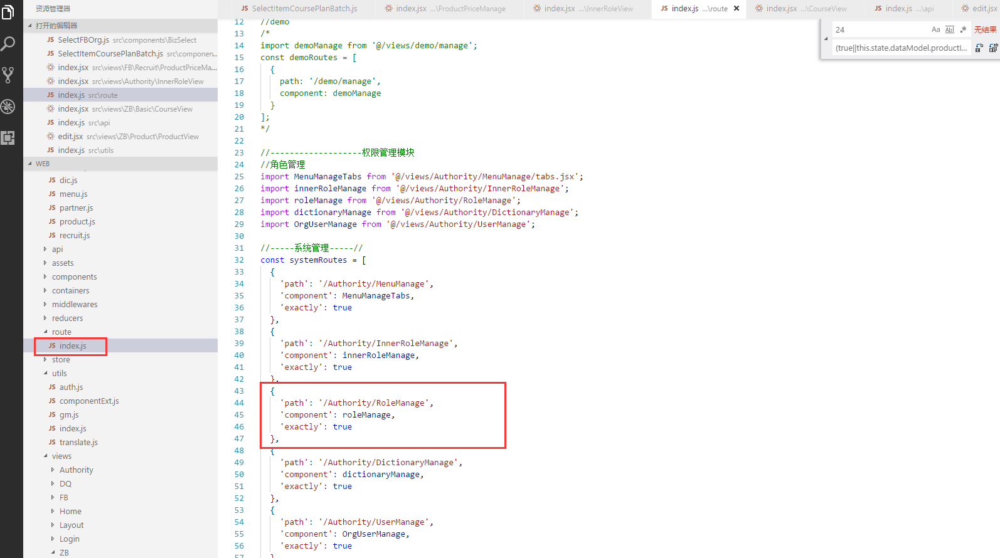 资源管理器
打开的编辑器
JS SelectFBOrg.js src\components\BizSelect
JS SelectItemCoursePlanBatch.js src\componen...
index.jsx src\views\FB\Recruit\ProductPriceMa...
index.jsx src\views\Authority\InnerRoleView
JS index.js src\route
index.jsx src\views\ZB\Basic\CourseView
JS index.js src\api
edit.jsx src\views\ZB\Product\ProductView
JS index.js src\utils
WEB
JS dic.js
JS menu.js
JS partner.js
JS product.js
JS recruit.js
api
assets
components
containers
middlewares
reducers
route
JS index.js
store
utils
JS auth.js
JS componentExt.js
JS gm.js
JS index.js
JS translate.js
views
Authority
DQ
FB
Home
Layout
Login
ZB
JS SelectItemCoursePlanBatch.js
index.jsx ...\ProductPriceManage
index.jsx ...\InnerRoleView
JS index.js ...\route
index.jsx ...\CourseView
JS index.js ...\api
edit.jsx
24 Aa Abl .* 无结果
(true||this.state.dataModel.productI...
12 //demo
13 /*
14 import demoManage from '@/views/demo/manage';
15 const demoRoutes = [
16 {
17 path: '/demo/manage',
18 component: demoManage
19 }
20 ];
21 */
22
23 //-------------------权限管理模块
24 //角色管理
25 import MenuManageTabs from '@/views/Authority/MenuManage/tabs.jsx';
26 import innerRoleManage from '@/views/Authority/InnerRoleManage';
27 import roleManage from '@/views/Authority/RoleManage';
28 import dictionaryManage from '@/views/Authority/DictionaryManage';
29 import OrgUserManage from '@/views/Authority/UserManage';
30
31 //-----系统管理-----//
32 const systemRoutes = [
33 {
34 'path': '/Authority/MenuManage',
35 'component': MenuManageTabs,
36 'exactly': true
37 },
38 {
39 'path': '/Authority/InnerRoleManage',
40 'component': innerRoleManage,
41 'exactly': true
42 },
43 {
44 'path': '/Authority/RoleManage',
45 'component': roleManage,
46 'exactly': true
47 },
48 {
49 'path': '/Authority/DictionaryManage',
50 'component': dictionaryManage,
51 'exactly': true
52 },
53 {
54 'path': '/Authority/UserManage',
55 'component': OrgUserManage,
56 'exactly': true
57 }